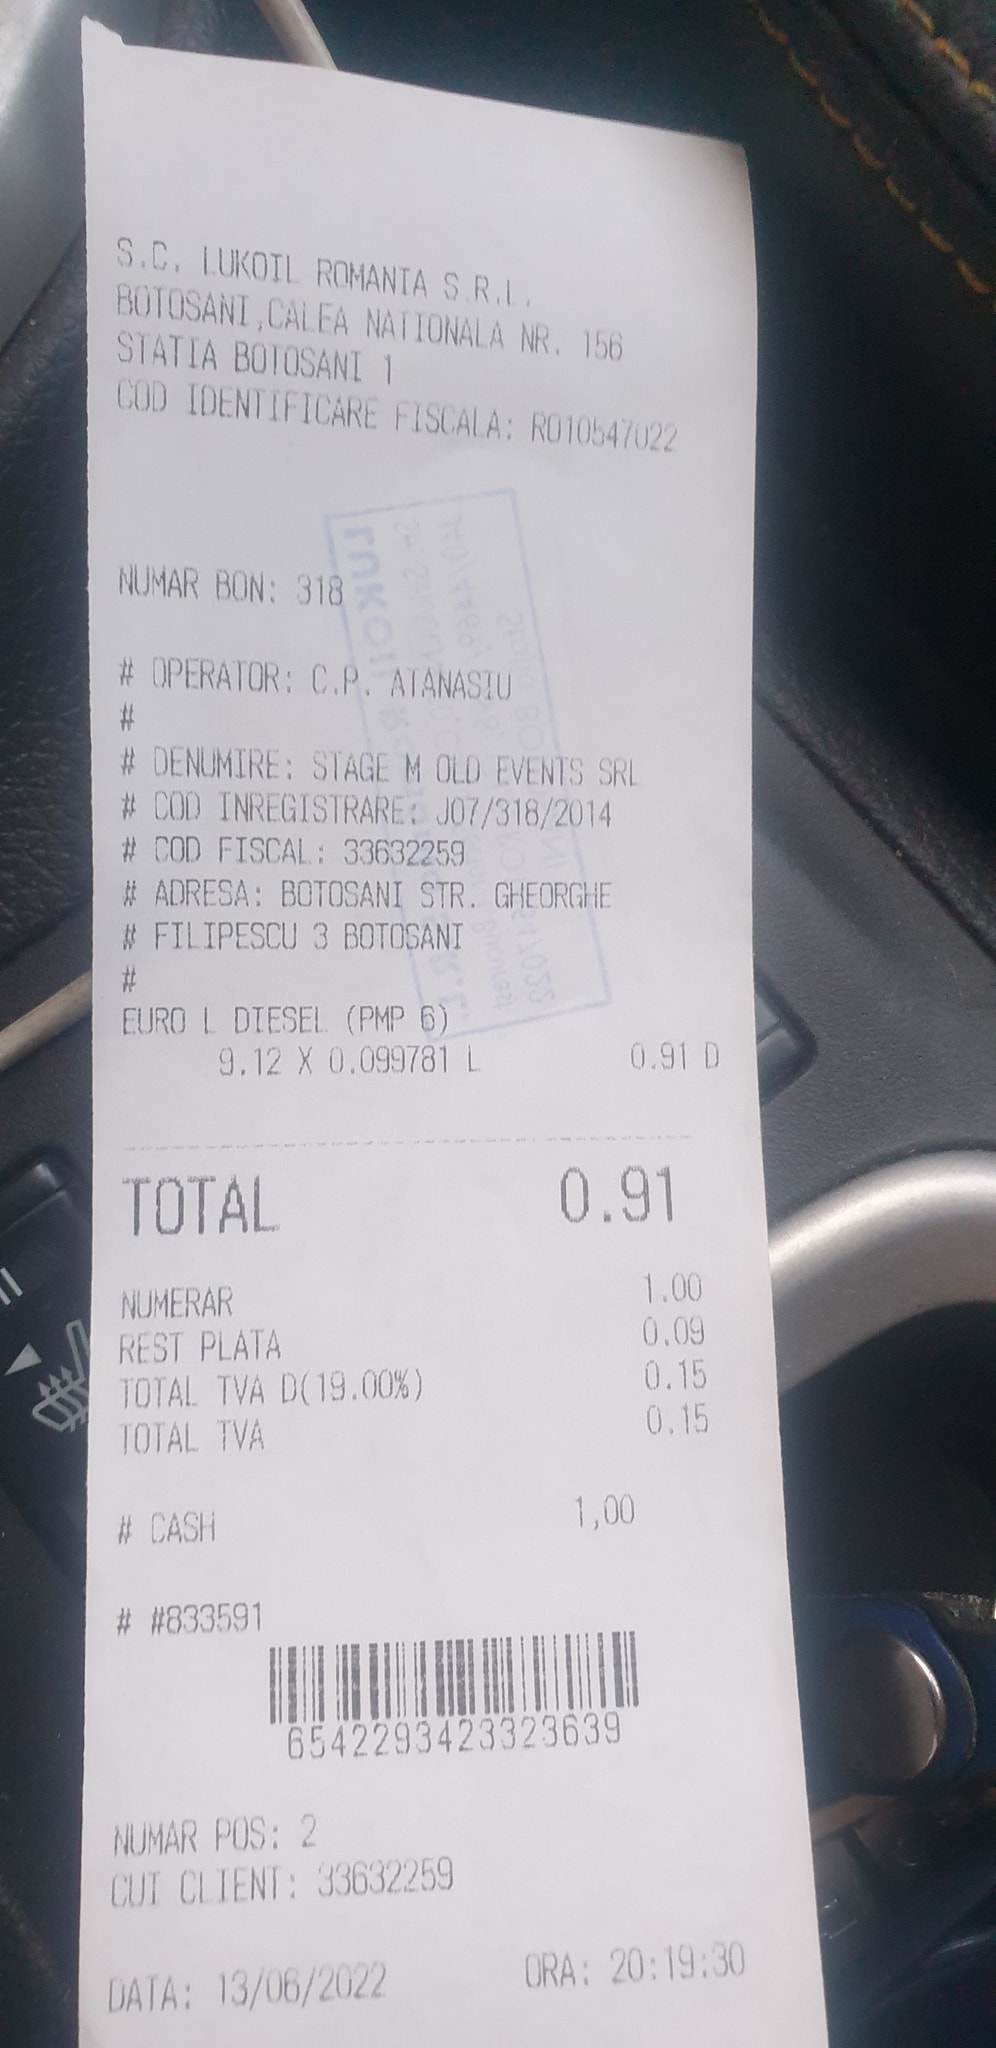 S.C. LUKOIL ROMANIA S.R.L.
BOTOSANI,CALEA NATIONALA NR. 156
STATIA BOTOSANI 1
COD IDENTIFICARE FISCALA: RO10547022
NUMAR BON: 318
# OPERATOR: C.P. ATANASIU
#
# DENUMIRE: STAGE M OLD EVENTS SRL
# COD INREGISTRARE: J07/318/2014
# COD FISCAL: 33632259
# ADRESA: BOTOSANI STR. GHEORGHE
# FILIPESCU 3 BOTOSANI
#
EURO L DIESEL (PMP 6)
9.12 X 0.099781 L 0.91 D
TOTAL 0.91
NUMERAR 1.00
REST PLATA 0.09
TOTAL TVA D(19.00%) 0.15
TOTAL TVA 0.15
# CASH 1,00
# #833591
6542293423323639
NUMAR POS: 2
CUI CLIENT: 33632259
DATA: 13/06/2022 ORA: 20:19:30